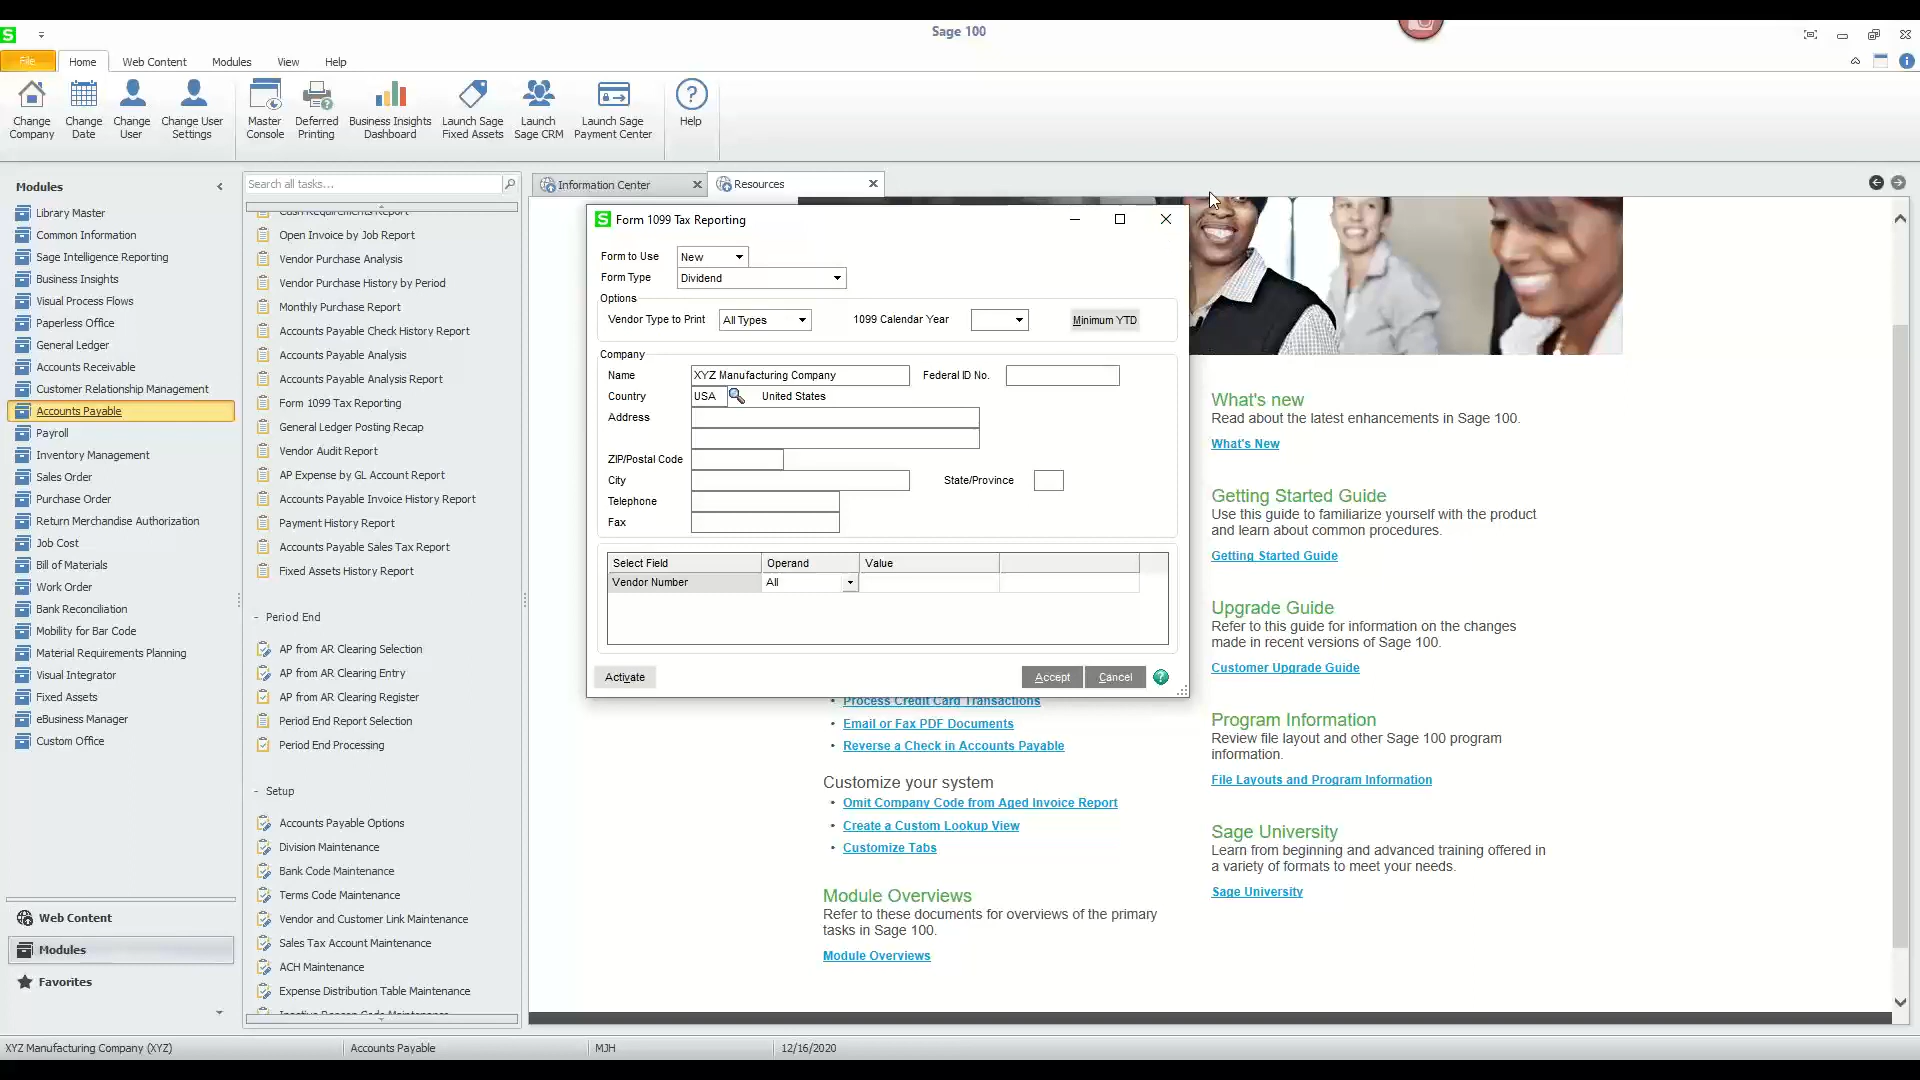 Sage 100
File
Home
Web Content
Modules
View
Help
Change Company
Change Date
Change User
Change User Settings
Master Console
Deferred Printing
Business Insights Dashboard
Launch Sage Fixed Assets
Launch Sage CRM
Launch Sage Payment Center
Help
Modules
Library Master
Common Information
Sage Intelligence Reporting
Business Insights
Visual Process Flows
Paperless Office
General Ledger
Accounts Receivable
Customer Relationship Management
Accounts Payable
Payroll
Inventory Management
Sales Order
Purchase Order
Return Merchandise Authorization
Job Cost
Bill of Materials
Work Order
Bank Reconciliation
Mobility for Bar Code
Material Requirements Planning
Visual Integrator
Fixed Assets
eBusiness Manager
Custom Office
Web Content
Modules
Favorites
Search all tasks...
Cash Requirements Report
Open Invoice by Job Report
Vendor Purchase Analysis
Vendor Purchase History by Period
Monthly Purchase Report
Accounts Payable Check History Report
Accounts Payable Analysis
Accounts Payable Analysis Report
Form 1099 Tax Reporting
General Ledger Posting Recap
Vendor Audit Report
AP Expense by GL Account Report
Accounts Payable Invoice History Report
Payment History Report
Accounts Payable Sales Tax Report
Fixed Assets History Report
- Period End
AP from AR Clearing Selection
AP from AR Clearing Entry
AP from AR Clearing Register
Period End Report Selection
Period End Processing
- Setup
Accounts Payable Options
Division Maintenance
Bank Code Maintenance
Terms Code Maintenance
Vendor and Customer Link Maintenance
Sales Tax Account Maintenance
ACH Maintenance
Expense Distribution Table Maintenance
Information Center
Resources
S Form 1099 Tax Reporting
Form to Use New
Form Type Dividend
Options
Vendor Type to Print All Types 1099 Calendar Year Minimum YTD
Company
Name XYZ Manufacturing Company Federal ID No.
Country USA United States
Address
ZIP/Postal Code
City State/Province
Telephone
Fax
Select Field Operand Value
Vendor Number All
Activate Accept Cancel
• Process Credit Card Transactions
• Email or Fax PDF Documents
• Reverse a Check in Accounts Payable
Customize your system
• Omit Company Code from Aged Invoice Report
• Create a Custom Lookup View
• Customize Tabs
Module Overviews
Refer to these documents for overviews of the primary
tasks in Sage 100.
Module Overviews
What's new
Read about the latest enhancements in Sage 100.
What's New
Getting Started Guide
Use this guide to familiarize yourself with the product
and learn about common procedures.
Getting Started Guide
Upgrade Guide
Refer to this guide for information on the changes
made in recent versions of Sage 100.
Customer Upgrade Guide
Program Information
Review file layout and other Sage 100 program
information.
File Layouts and Program Information
Sage University
Learn from beginning and advanced training offered in
a variety of formats to meet your needs.
Sage University
XYZ Manufacturing Company (XYZ)
Accounts Payable
MJH
12/16/2020